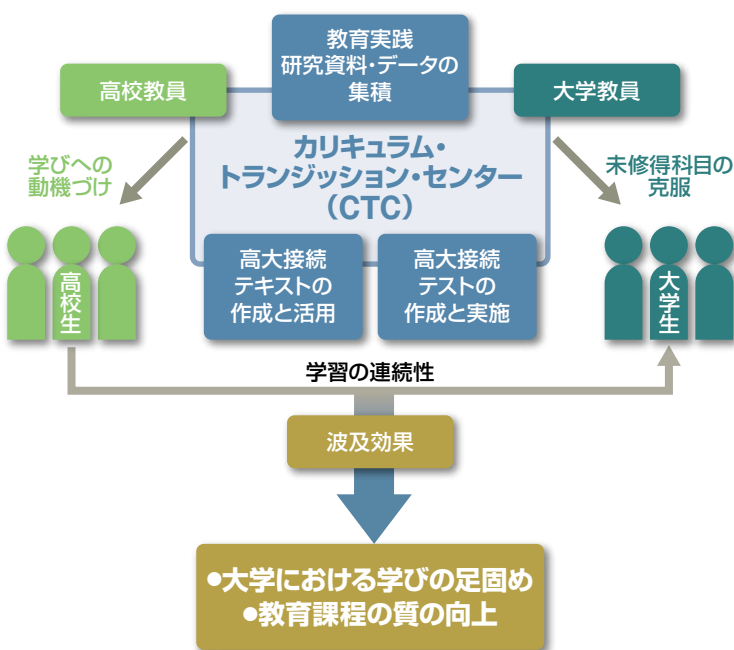 教育実践
研究資料・データの
集積
高校教員
大学教員
カリキュラム・
トランジッション・センター
（CTC）
学びへの
動機づけ
未修得科目の
克服
高校生
高大接続
テキストの
作成と活用
高大接続
テストの
作成と実施
大学生
学習の連続性
波及効果
●大学における学びの足固め
●教育課程の質の向上